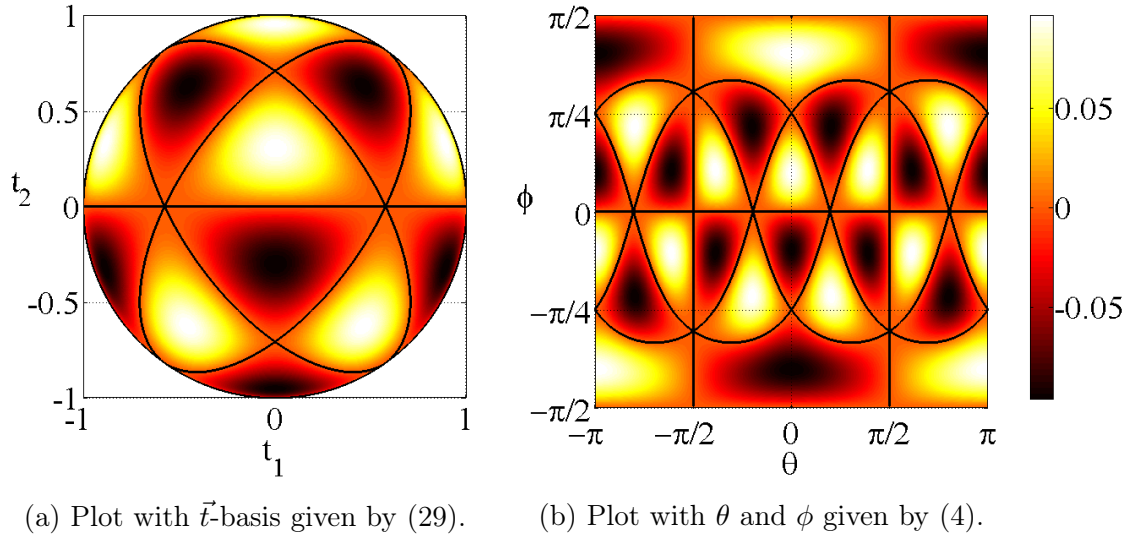 1
0.5
t2
0
-0.5
-1
-1
0
1
t1
π/2
π/4
ϕ
0
−π/4
−π/2
−π
−π/2
0
π/2
π
θ
0.05
0
-0.05
(a) Plot with t⃗-basis given by (29).
(b) Plot with θ and ϕ given by (4).